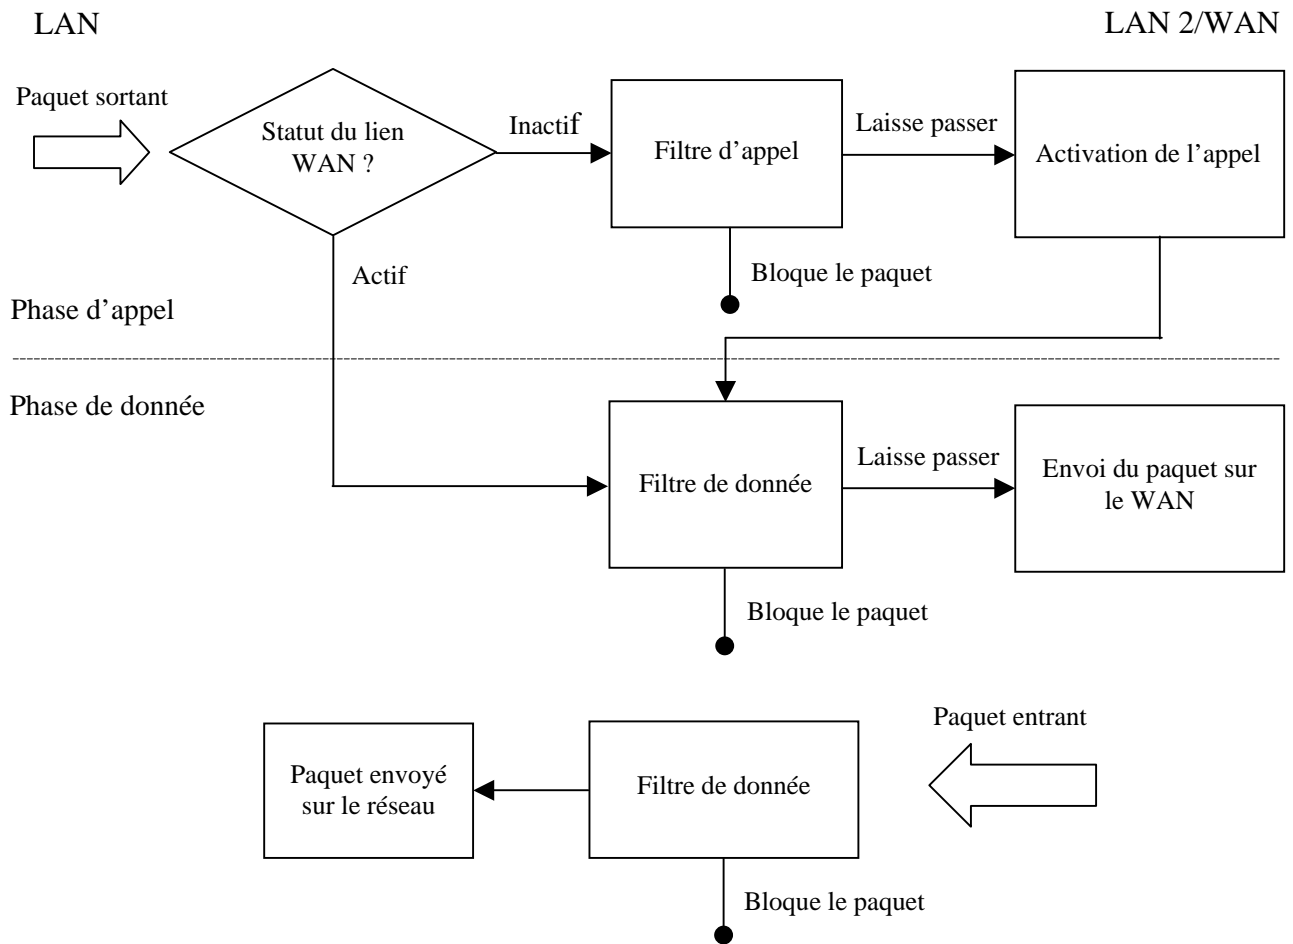 LAN
LAN 2/WAN
Paquet sortant
Statut du lien
WAN ?
Inactif
Filtre d’appel
Laisse passer
Activation de l’appel
Actif
Bloque le paquet
Phase d’appel
Phase de donnée
Filtre de donnée
Laisse passer
Envoi du paquet sur
le WAN
Bloque le paquet
Paquet entrant
Paquet envoyé
sur le réseau
Filtre de donnée
Bloque le paquet